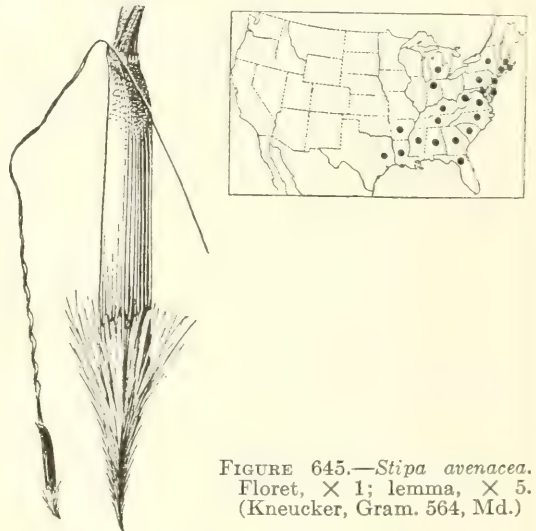 FIGURE 645.—Stipa avenacea.
Floret, × 1; lemma, × 5.
(Kneucker, Gram. 564, Md.)